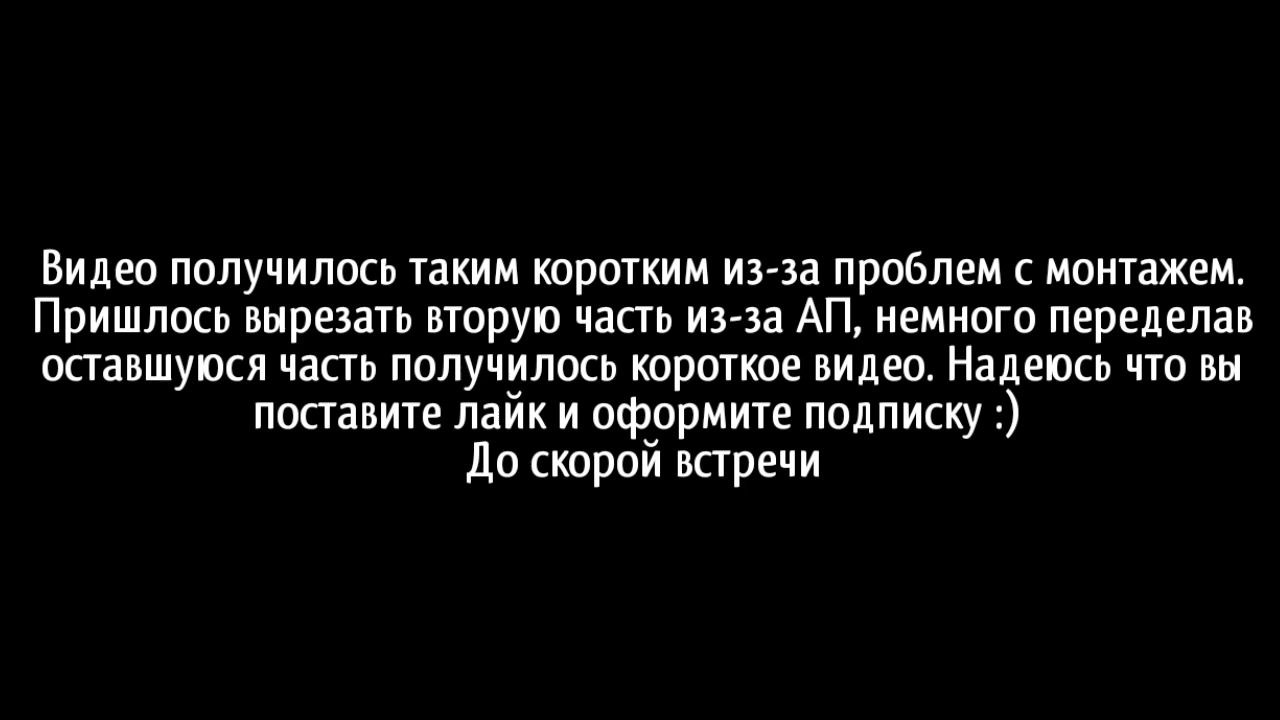 Видео получилось таким коротким из-за проблем с монтажем.
Пришлось вырезать вторую часть из-за АП, немного переделав
оставшуюся часть получилось короткое видео. Надеюсь что вы
поставите лайк и оформите подписку :)
До скорой встречи